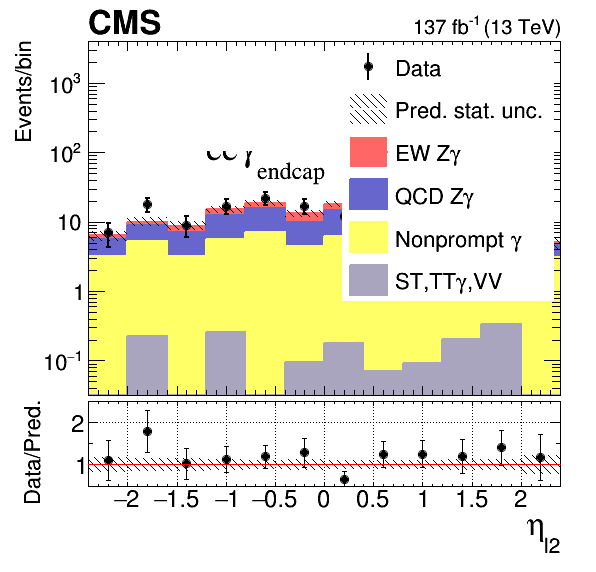 CMS
137 fb⁻¹ (13 TeV)
Events/bin
10³
10²
10
1
10⁻¹
Data
Pred. stat. unc.
EW Zγ
QCD Zγ
Nonprompt γ
ST,TTγ,VV
γ endcap
Data/Pred.
2
1
−2 −1.5 −1 −0.5 0 0.5 1 1.5 2
η_l2